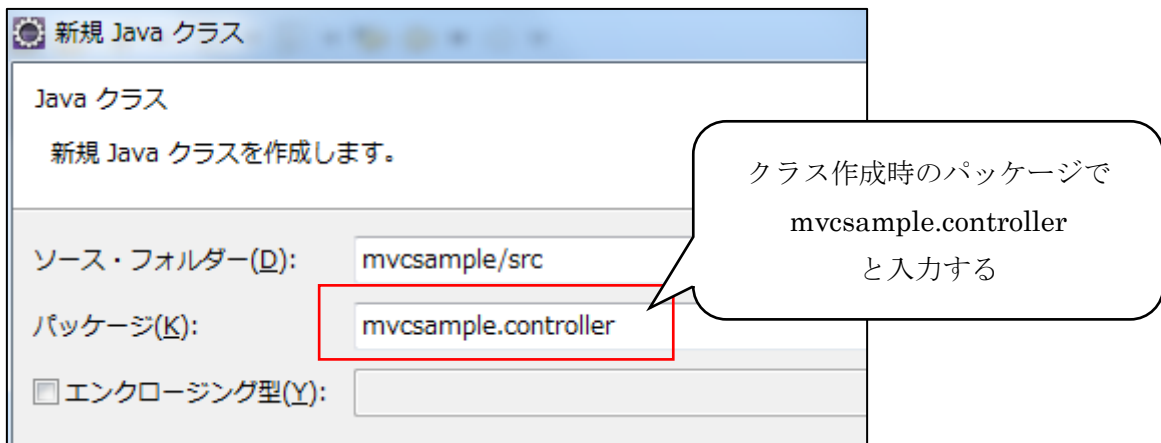 新規 Java クラス
Java クラス
新規 Java クラスを作成します。
ソース・フォルダー(D):
mvcsample/src
パッケージ(K):
mvcsample.controller
エンクロージング型(Y):
クラス作成時のパッケージで
mvcsample.controller
と入力する